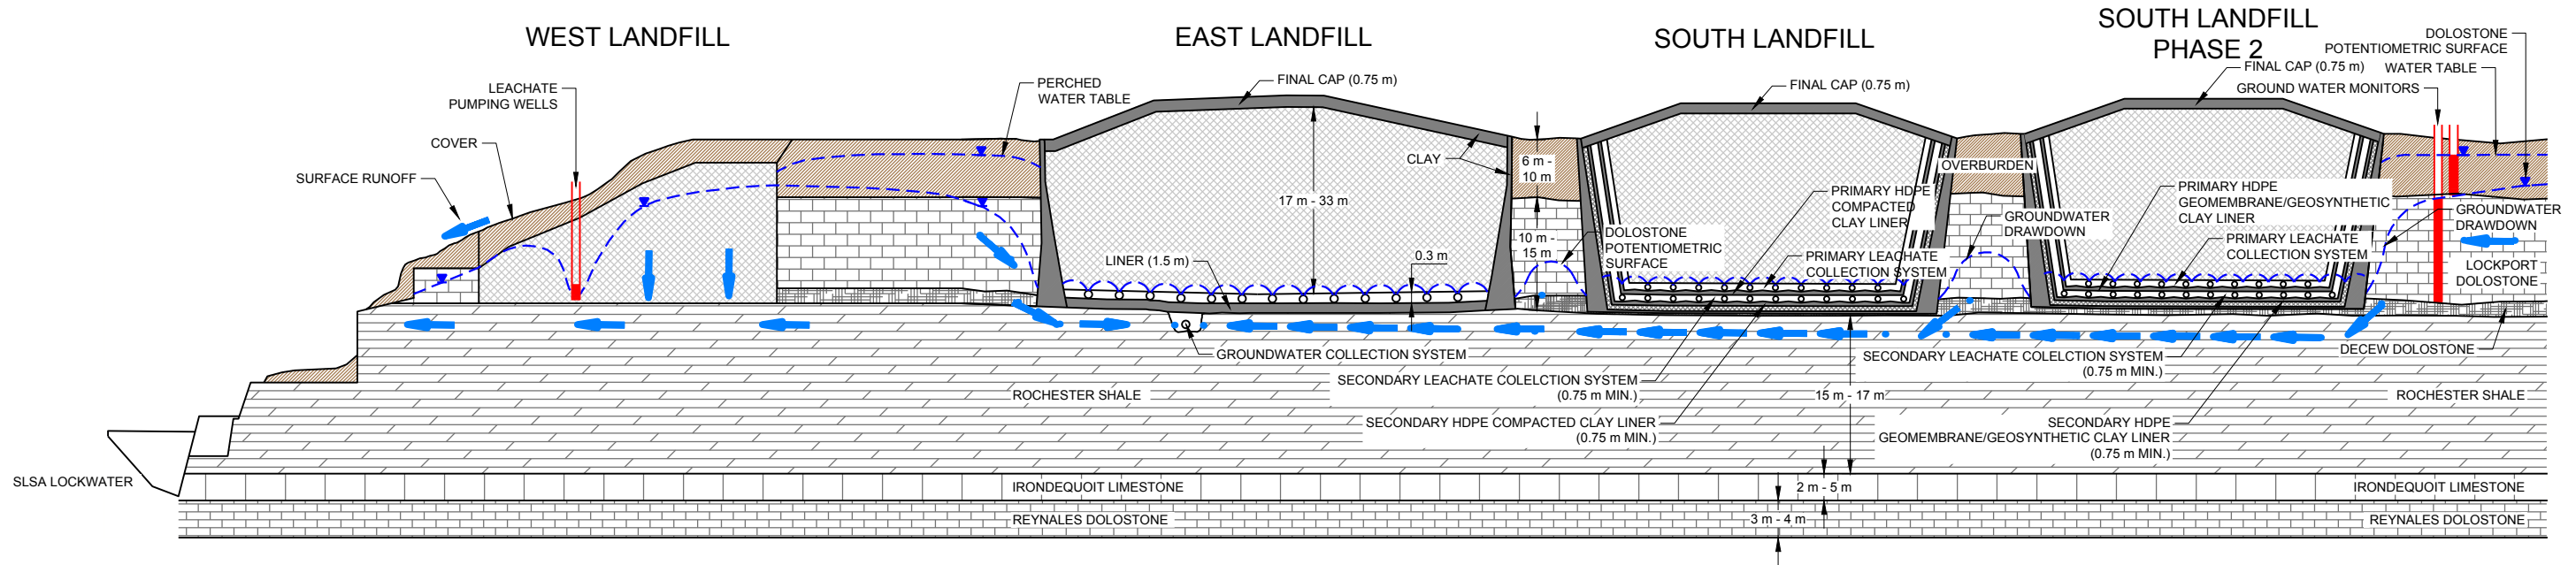 WEST LANDFILL
EAST LANDFILL
SOUTH LANDFILL
SOUTH LANDFILL
PHASE 2
DOLOSTONE
POTENTIOMETRIC SURFACE
FINAL CAP (0.75 m)
WATER TABLE
GROUND WATER MONITORS
LEACHATE
PUMPING WELLS
PERCHED
WATER TABLE
FINAL CAP (0.75 m)
FINAL CAP (0.75 m)
COVER
SURFACE RUNOFF
CLAY
6 m -
10 m
OVERBURDEN
17 m - 33 m
PRIMARY HDPE
COMPACTED
CLAY LINER
PRIMARY HDPE
GEOMEMBRANE/GEOSYNTHETIC
CLAY LINER
GROUNDWATER
DRAWDOWN
GROUNDWATER
DRAWDOWN
10 m -
15 m
DOLOSTONE
POTENTIOMETRIC
SURFACE
PRIMARY LEACHATE
COLLECTION SYSTEM
PRIMARY LEACHATE
COLLECTION SYSTEM
LINER (1.5 m)
0.3 m
LOCKPORT
DOLOSTONE
GROUNDWATER COLLECTION SYSTEM
SECONDARY LEACHATE COLELCTION SYSTEM
(0.75 m MIN.)
DECEW DOLOSTONE
SECONDARY LEACHATE COLELCTION SYSTEM
(0.75 m MIN.)
ROCHESTER SHALE
15 m - 17 m
ROCHESTER SHALE
SECONDARY HDPE COMPACTED CLAY LINER
(0.75 m MIN.)
SECONDARY HDPE
GEOMEMBRANE/GEOSYNTHETIC CLAY LINER
(0.75 m MIN.)
SLSA LOCKWATER
IRONDEQUOIT LIMESTONE
2 m - 5 m
IRONDEQUOIT LIMESTONE
REYNALES DOLOSTONE
3 m - 4 m
REYNALES DOLOSTONE